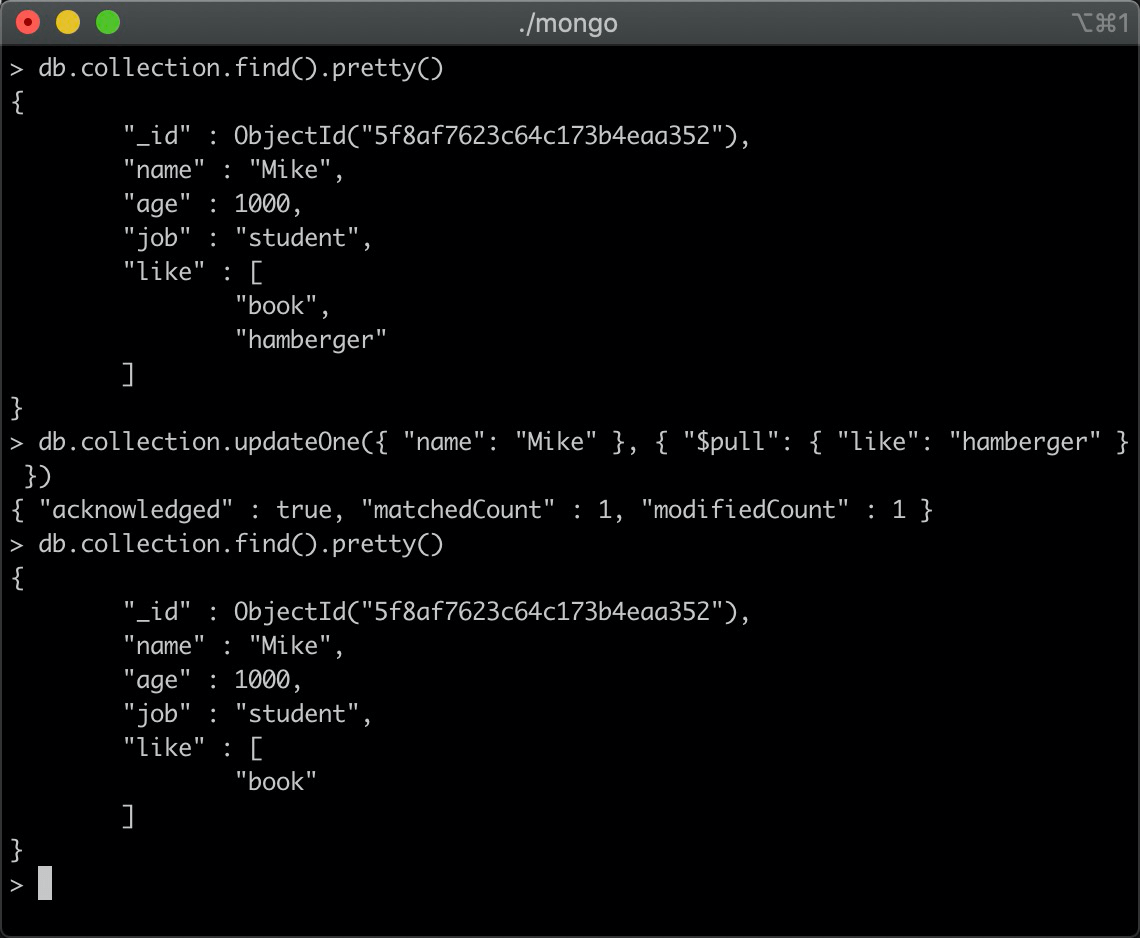 ./mongo
⌥⌘1
> db.collection.find().pretty()
{
        "_id" : ObjectId("5f8af7623c64c173b4eaa352"),
        "name" : "Mike",
        "age" : 1000,
        "job" : "student",
        "like" : [
                "book",
                "hamberger"
        ]
}
> db.collection.updateOne({ "name": "Mike" }, { "$pull": { "like": "hamberger" }
 })
{ "acknowledged" : true, "matchedCount" : 1, "modifiedCount" : 1 }
> db.collection.find().pretty()
{
        "_id" : ObjectId("5f8af7623c64c173b4eaa352"),
        "name" : "Mike",
        "age" : 1000,
        "job" : "student",
        "like" : [
                "book"
        ]
}
>